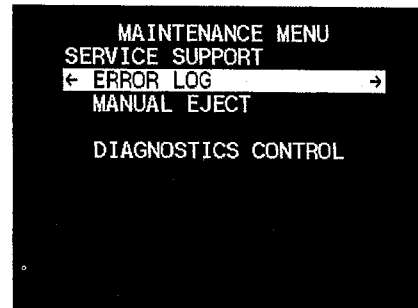 MAINTENANCE MENU
SERVICE SUPPORT
← ERROR LOG →
MANUAL EJECT
DIAGNOSTICS CONTROL